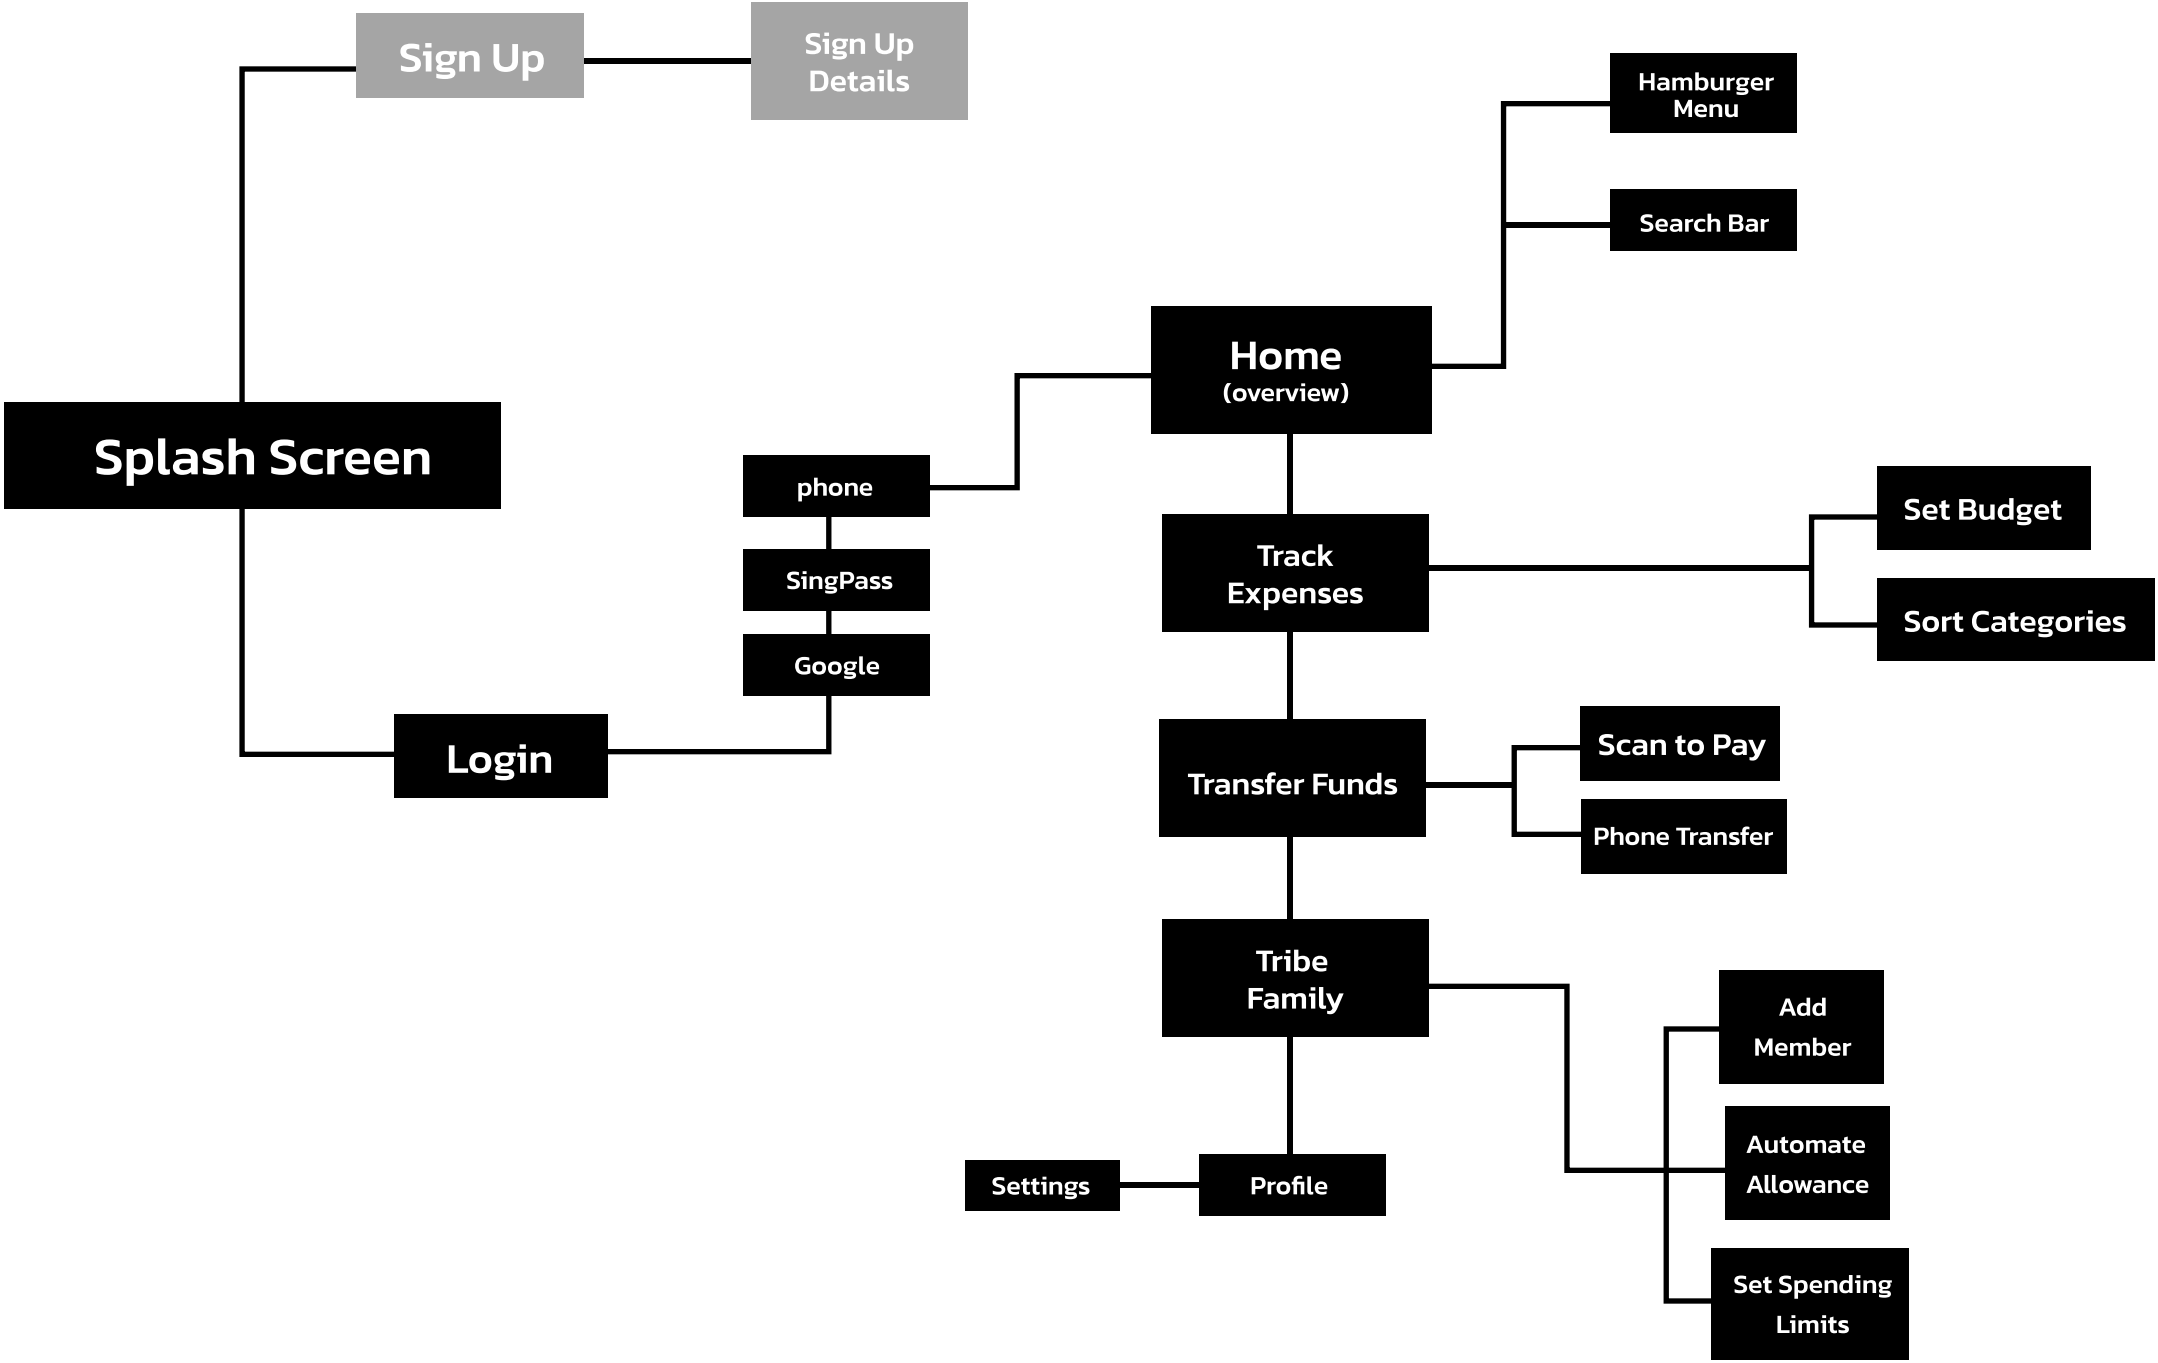 Sign Up
Sign Up
Details
Hamburger
Menu
Search Bar
Home
(overview)
Splash Screen
phone
SingPass
Google
Login
Track
Expenses
Set Budget
Sort Categories
Transfer Funds
Scan to Pay
Phone Transfer
Tribe
Family
Add
Member
Automate
Allowance
Set Spending
Limits
Settings
Profile